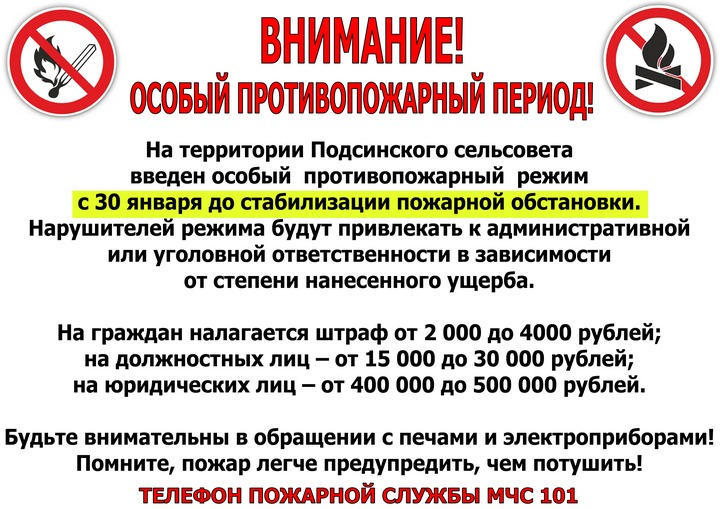 ВНИМАНИЕ!
ОСОБЫЙ ПРОТИВОПОЖАРНЫЙ ПЕРИОД!
На территории Подсинского сельсовета
введен особый противопожарный режим
с 30 января до стабилизации пожарной обстановки.
Нарушителей режима будут привлекать к административной
или уголовной ответственности в зависимости
от степени нанесенного ущерба.
На граждан налагается штраф от 2 000 до 4000 рублей;
на должностных лиц – от 15 000 до 30 000 рублей;
на юридических лиц – от 400 000 до 500 000 рублей.
Будьте внимательны в обращении с печами и электроприборами!
Помните, пожар легче предупредить, чем потушить!
ТЕЛЕФОН ПОЖАРНОЙ СЛУЖБЫ МЧС 101